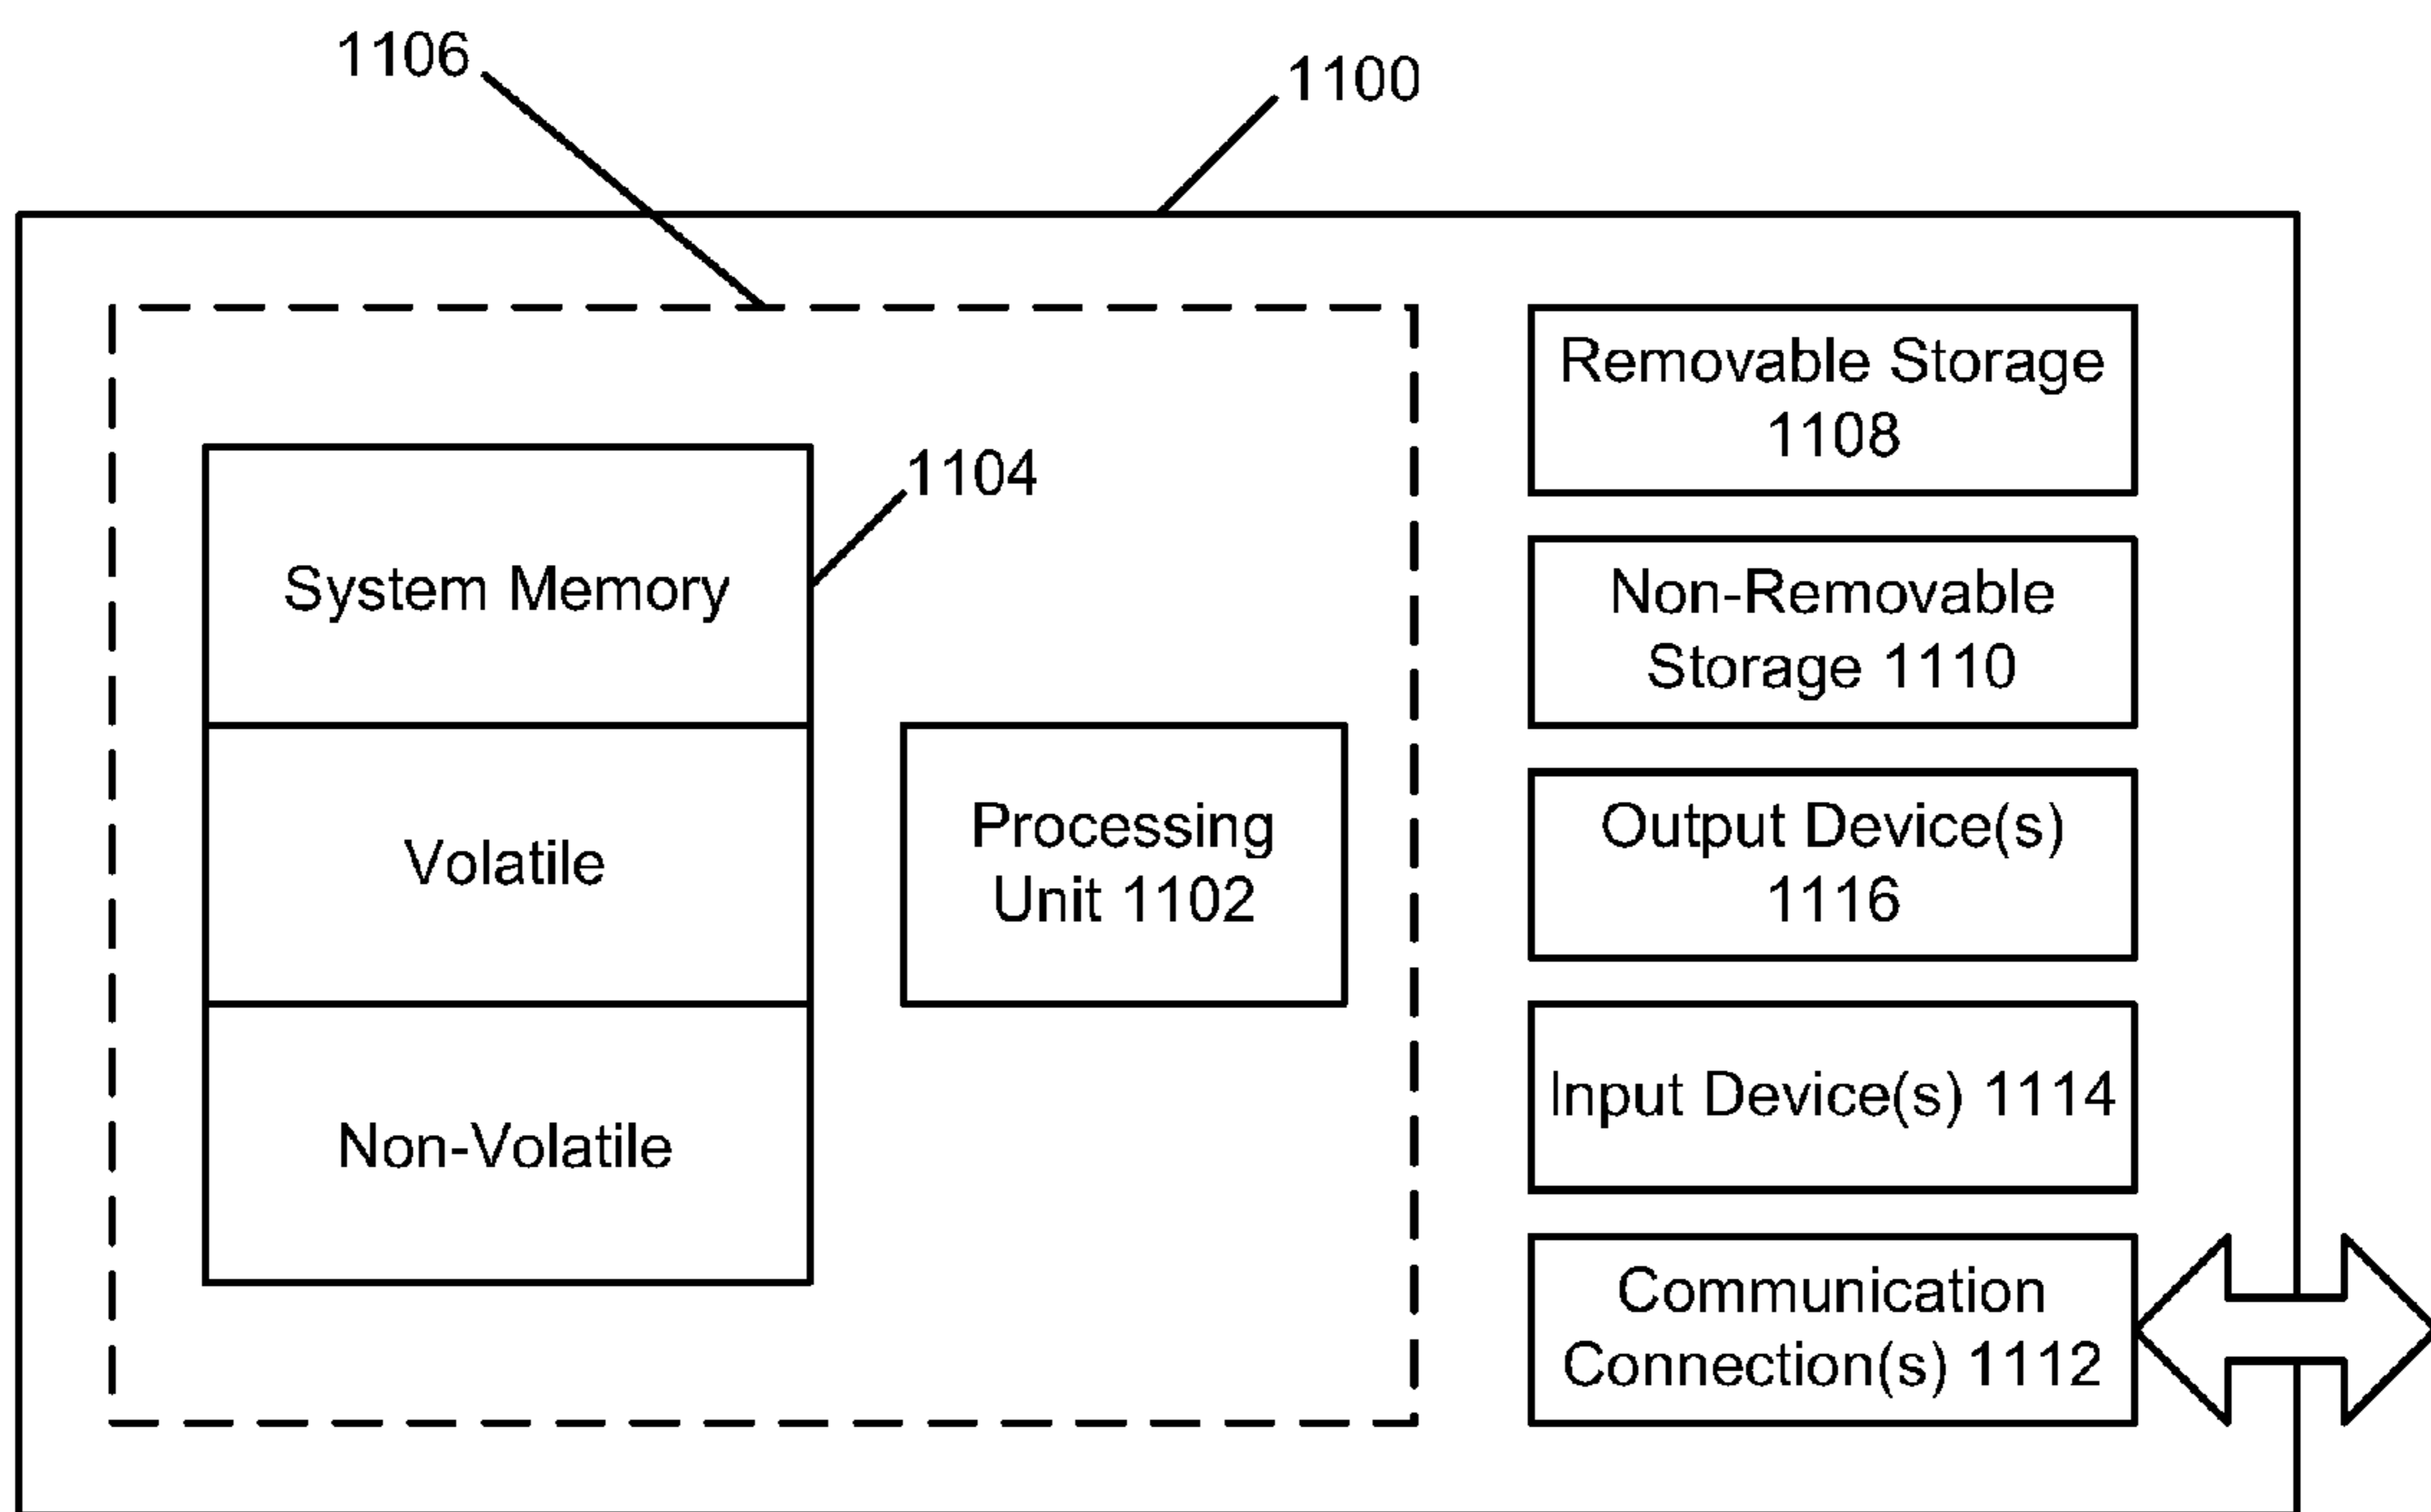 1106
1100
1104
System Memory
Volatile
Non-Volatile
Processing
Unit 1102
Removable Storage
1108
Non-Removable
Storage 1110
Output Device(s)
1116
Input Device(s) 1114
Communication
Connection(s) 1112